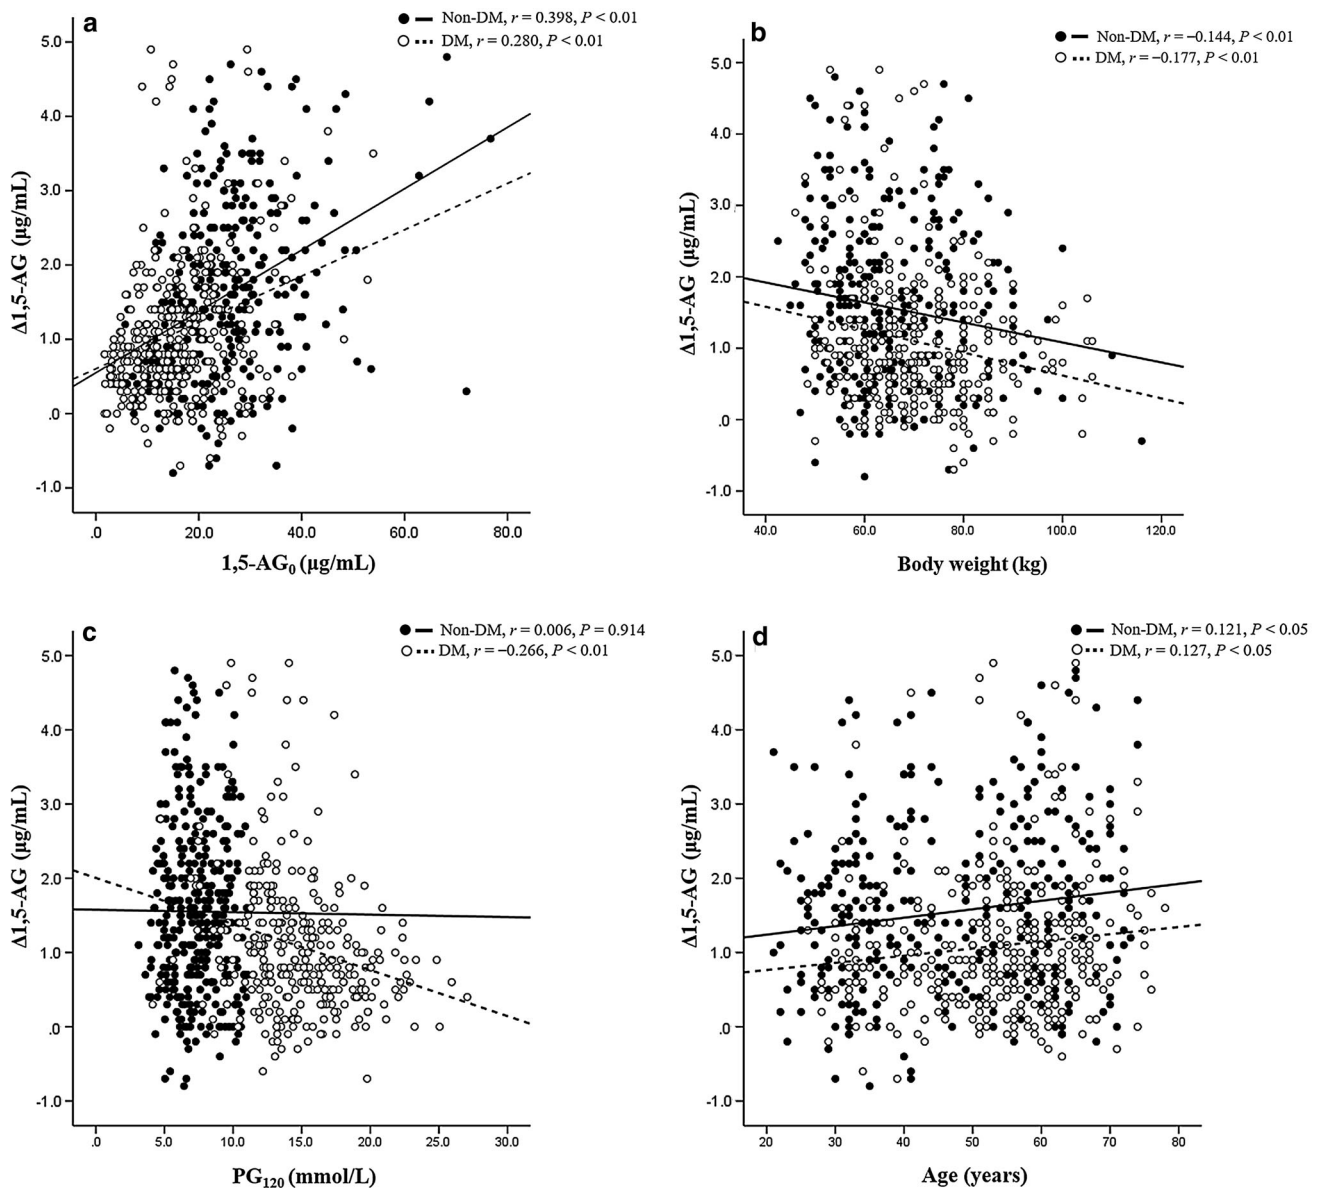 a
Non-DM, r = 0.398, P < 0.01
DM, r = 0.280, P < 0.01
5.0
4.0
3.0
2.0
1.0
.0
-1.0
Δ1,5-AG (μg/mL)
.0 20.0 40.0 60.0 80.0
1,5-AG₀ (μg/mL)
b
Non-DM, r = −0.144, P < 0.01
DM, r = −0.177, P < 0.01
5.0
4.0
3.0
2.0
1.0
.0
-1.0
Δ1,5-AG (μg/mL)
40.0 60.0 80.0 100.0 120.0
Body weight (kg)
c
Non-DM, r = 0.006, P = 0.914
DM, r = −0.266, P < 0.01
5.0
4.0
3.0
2.0
1.0
.0
-1.0
Δ1,5-AG (μg/mL)
.0 5.0 10.0 15.0 20.0 25.0 30.0
PG₁₂₀ (mmol/L)
d
Non-DM, r = 0.121, P < 0.05
DM, r = 0.127, P < 0.05
5.0
4.0
3.0
2.0
1.0
.0
-1.0
Δ1,5-AG (μg/mL)
20 30 40 50 60 70 80
Age (years)